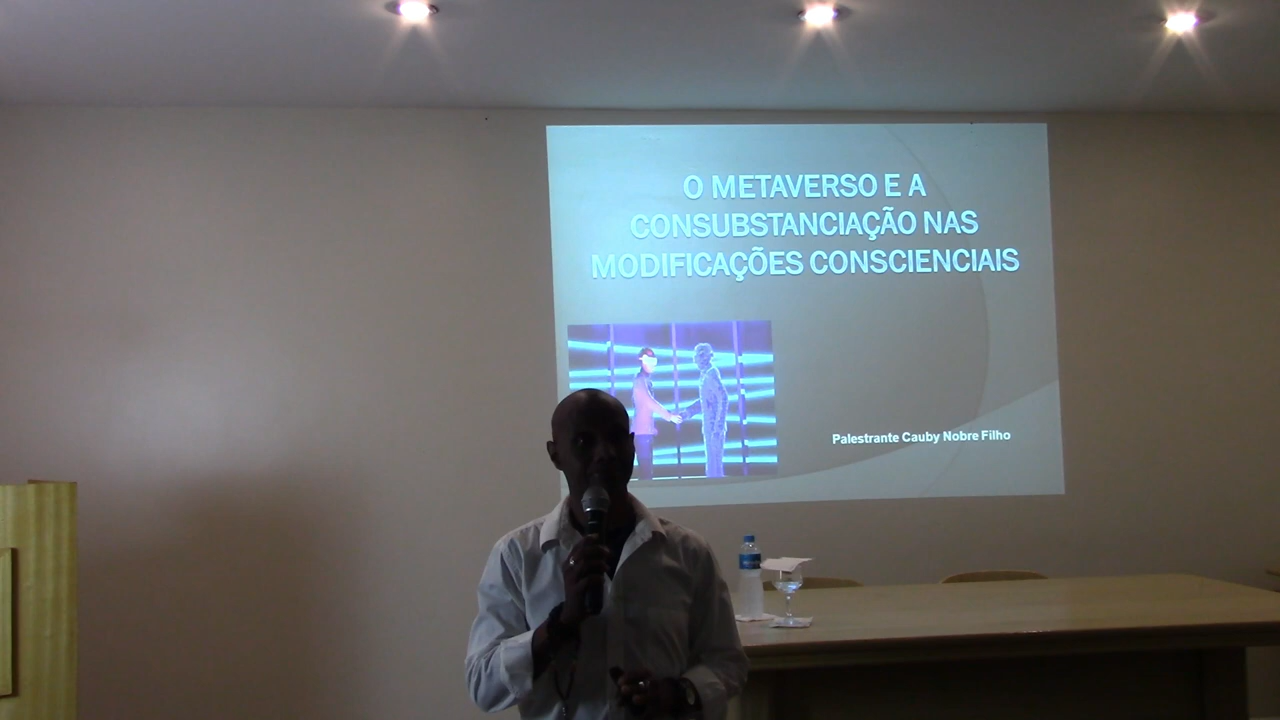 O METAVERSO E A
CONSUBSTANCIAÇÃO NAS
MODIFICAÇÕES CONSCIENCIAIS
Palestrante Cauby Nobre Filho